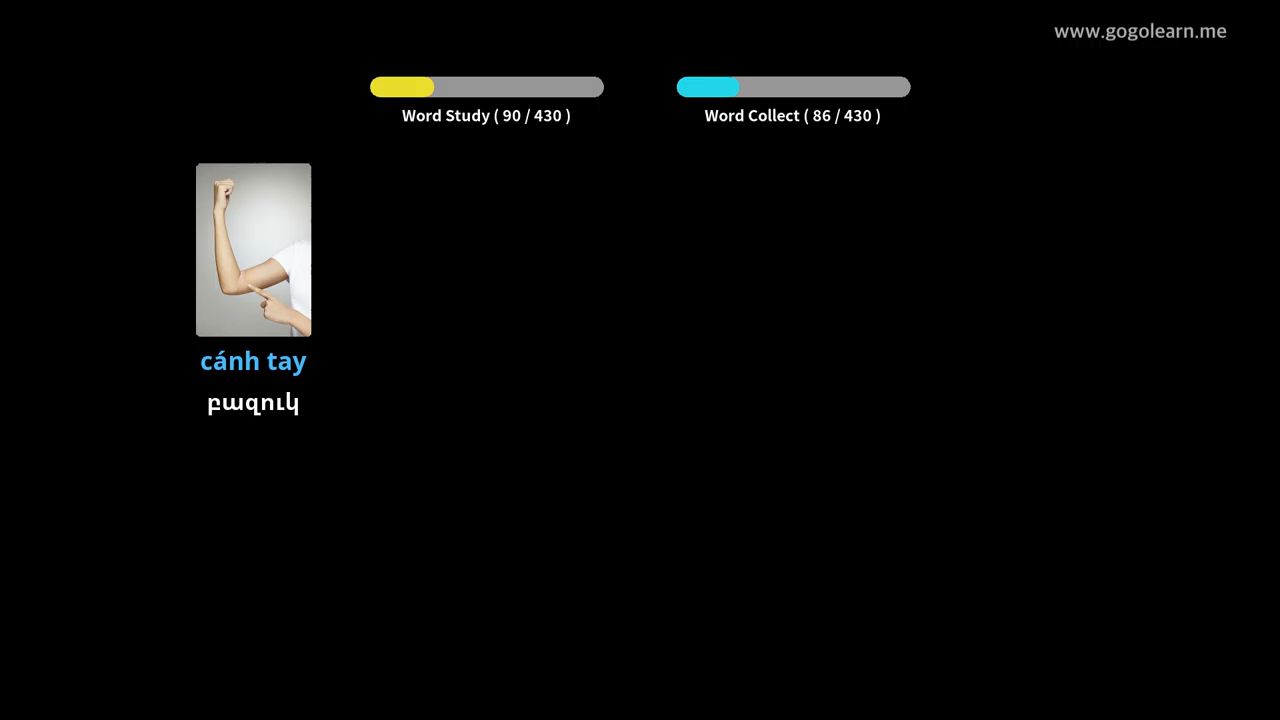 www.gogolearn.me
Word Study ( 90 / 430 )
Word Collect ( 86 / 430 )
cánh tay
բազուկ